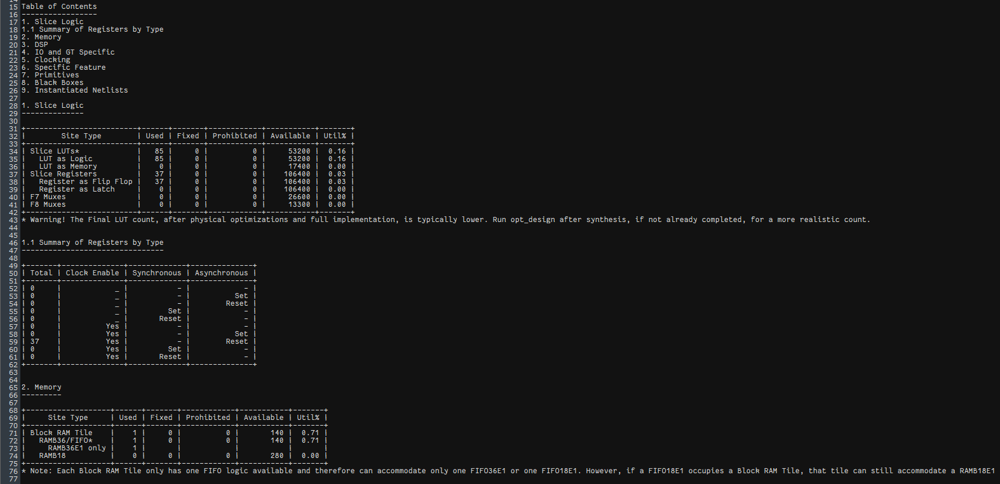 15 Table of Contents
16 -----------------
17 1. Slice Logic
18 1.1 Summary of Registers by Type
19 2. Memory
20 3. DSP
21 4. IO and GT Specific
22 5. Clocking
23 6. Specific Feature
24 7. Primitives
25 8. Black Boxes
26 9. Instantiated Netlists
27
28 1. Slice Logic
29 --------------
30
31 +-------------------------+------+-------+------------+-----------+-------+
32 |        Site Type        | Used | Fixed | Prohibited | Available | Util% |
33 +-------------------------+------+-------+------------+-----------+-------+
34 | Slice LUTs*             |   85 |     0 |          0 |     53200 |  0.16 |
35 |   LUT as Logic          |   85 |     0 |          0 |     53200 |  0.16 |
36 |   LUT as Memory         |    0 |     0 |          0 |     17400 |  0.00 |
37 | Slice Registers         |   37 |     0 |          0 |    106400 |  0.03 |
38 |   Register as Flip Flop |   37 |     0 |          0 |    106400 |  0.03 |
39 |   Register as Latch     |    0 |     0 |          0 |    106400 |  0.00 |
40 | F7 Muxes                |    0 |     0 |          0 |     26600 |  0.00 |
41 | F8 Muxes                |    0 |     0 |          0 |     13300 |  0.00 |
42 +-------------------------+------+-------+------------+-----------+-------+
43 * Warning! The Final LUT count, after physical optimizations and full implementation, is typically lower. Run opt_design after synthesis, if not already completed, for a more realistic count.
44
45
46 1.1 Summary of Registers by Type
47 --------------------------------
48
49 +-------+--------------+-------------+--------------+
50 | Total | Clock Enable | Synchronous | Asynchronous |
51 +-------+--------------+-------------+--------------+
52 | 0     |            _ |           - |            - |
53 | 0     |            _ |           - |          Set |
54 | 0     |            _ |           - |        Reset |
55 | 0     |            _ |         Set |            - |
56 | 0     |            _ |       Reset |            - |
57 | 0     |          Yes |           - |            - |
58 | 0     |          Yes |           - |          Set |
59 | 37    |          Yes |           - |        Reset |
60 | 0     |          Yes |         Set |            - |
61 | 0     |          Yes |       Reset |            - |
62 +-------+--------------+-------------+--------------+
63
64
65 2. Memory
66 ---------
67
68 +-------------------+------+-------+------------+-----------+-------+
69 |     Site Type     | Used | Fixed | Prohibited | Available | Util% |
70 +-------------------+------+-------+------------+-----------+-------+
71 | Block RAM Tile    |    1 |     0 |          0 |       140 |  0.71 |
72 |   RAMB36/FIFO*    |    1 |     0 |          0 |       140 |  0.71 |
73 |     RAMB36E1 only |    1 |       |            |           |       |
74 |   RAMB18          |    0 |     0 |          0 |       280 |  0.00 |
75 +-------------------+------+-------+------------+-----------+-------+
76 * Note: Each Block RAM Tile only has one FIFO logic available and therefore can accommodate only one FIFO36E1 or one FIFO18E1. However, if a FIFO18E1 occupies a Block RAM Tile, that tile can still accommodate a RAMB18E1
77